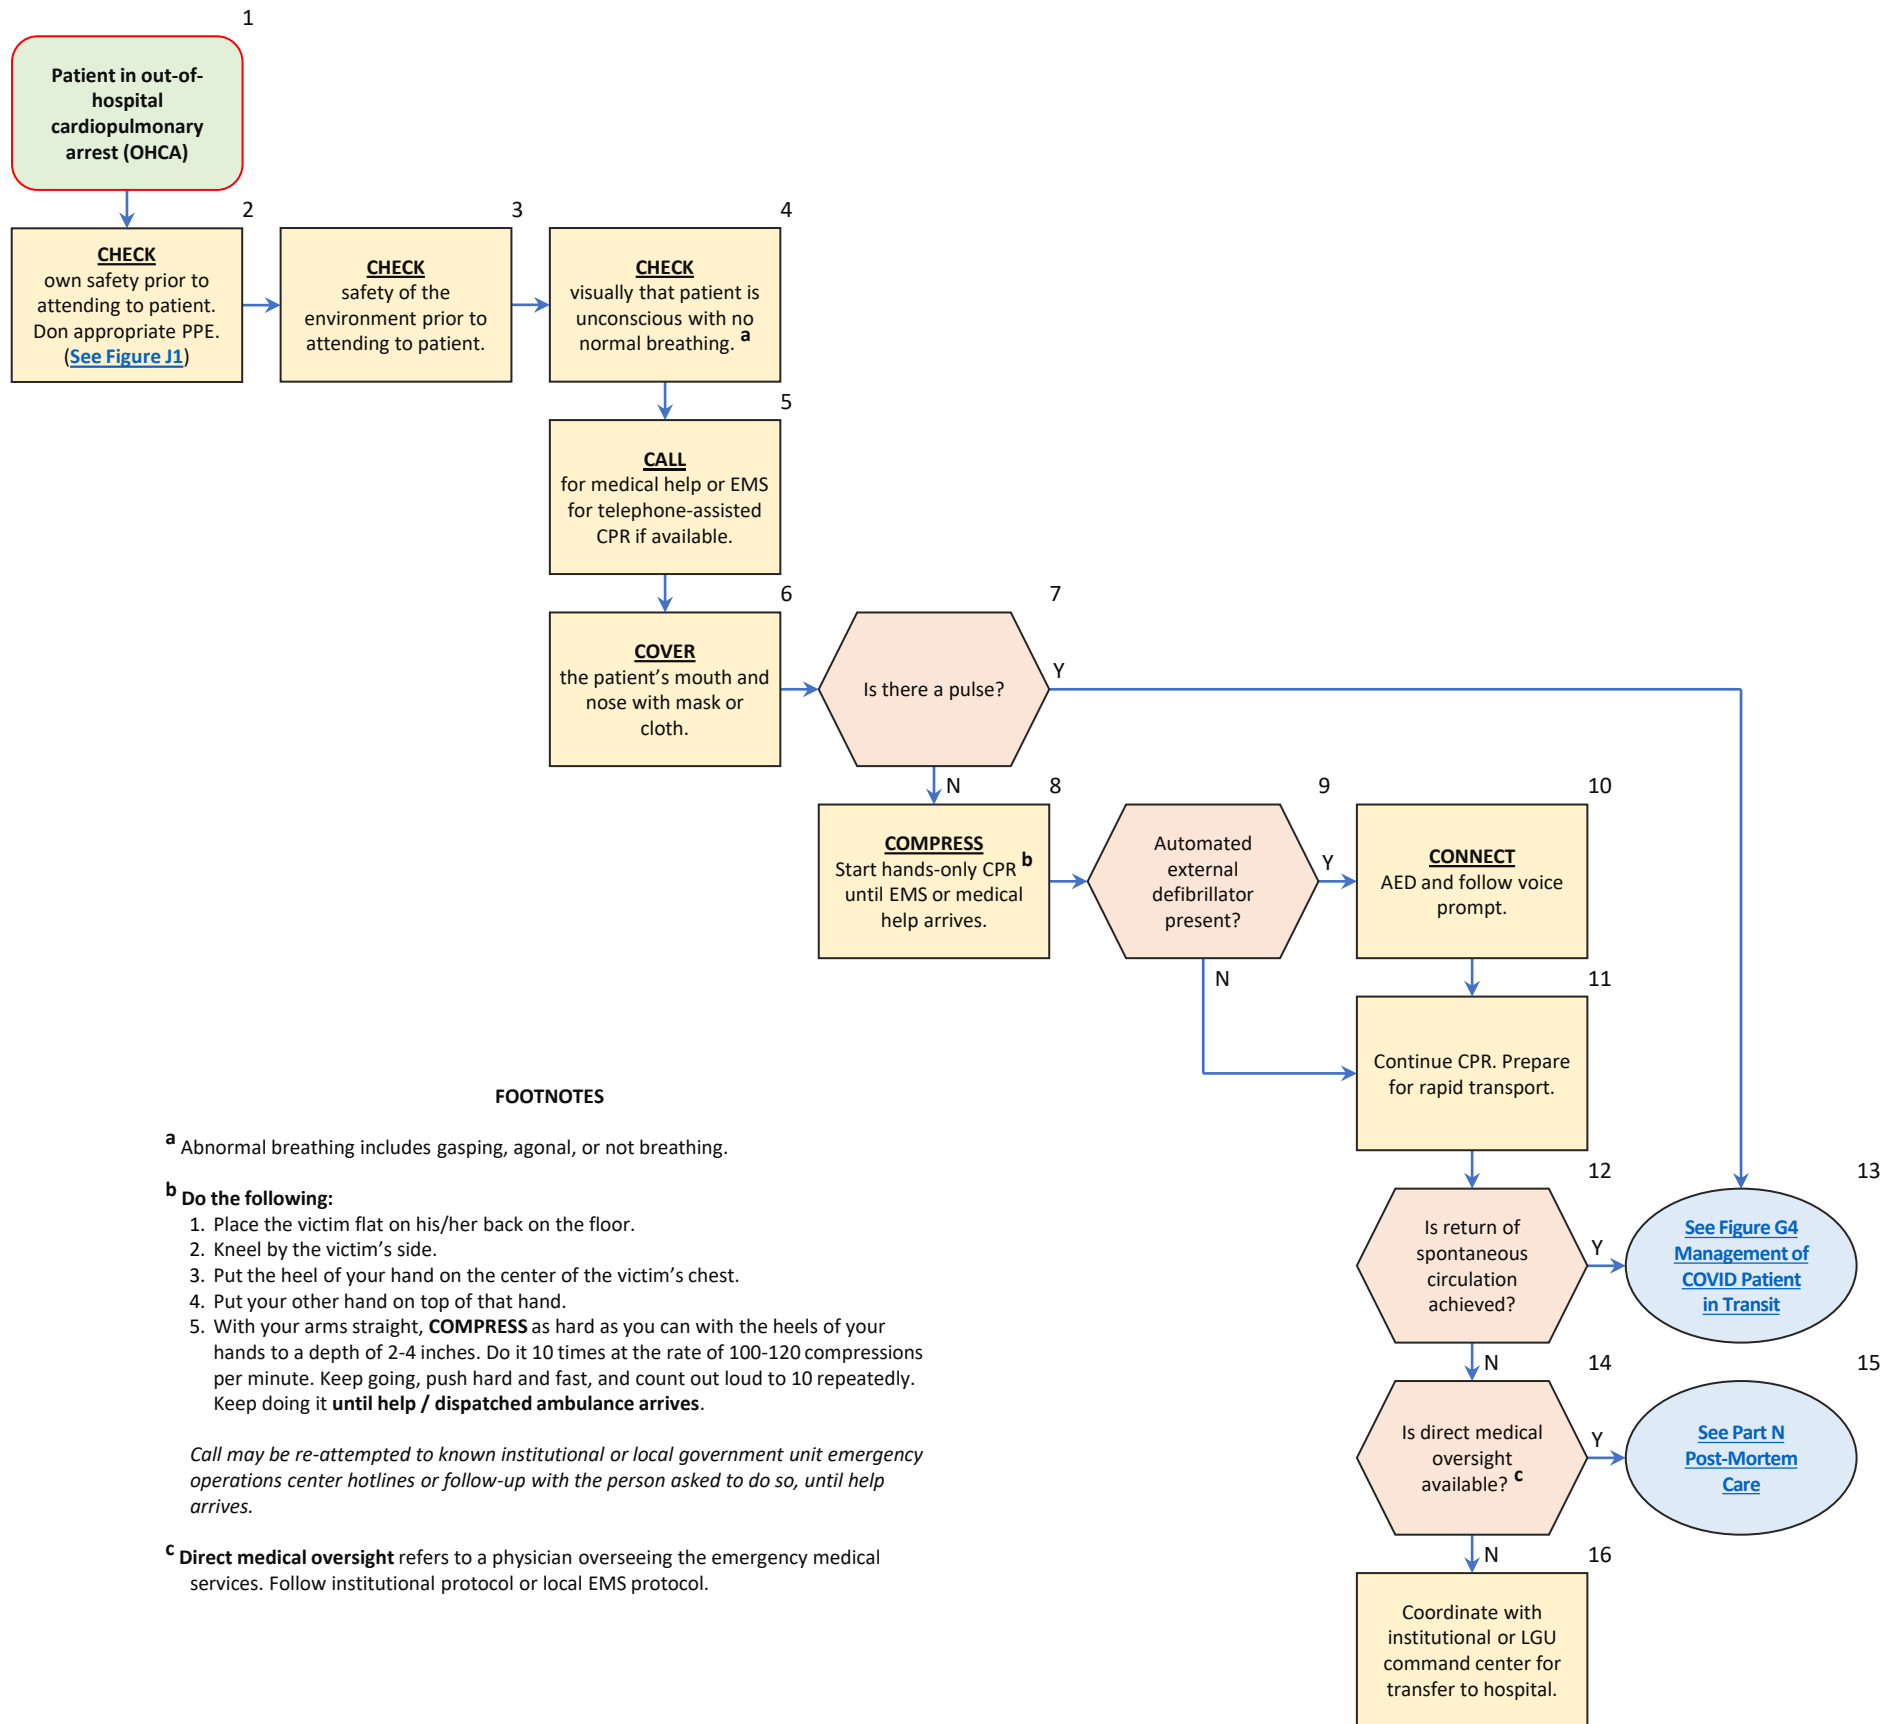 1
Patient in out-of-
hospital
cardiopulmonary
arrest (OHCA)
2
CHECK
own safety prior to
attending to patient.
Don appropriate PPE.
(See Figure J1)
3
CHECK
safety of the
environment prior to
attending to patient.
4
CHECK
visually that patient is
unconscious with no
normal breathing. a
5
CALL
for medical help or EMS
for telephone-assisted
CPR if available.
6
COVER
the patient’s mouth and
nose with mask or
cloth.
7
Is there a pulse?
Y
N
8
COMPRESS
Start hands-only CPR b
until EMS or medical
help arrives.
9
Automated
external
defibrillator
present?
Y
N
10
CONNECT
AED and follow voice
prompt.
11
Continue CPR. Prepare
for rapid transport.
12
Is return of
spontaneous
circulation
achieved?
Y
N
13
See Figure G4
Management of
COVID Patient
in Transit
14
Is direct medical
oversight
available? c
Y
N
15
See Part N
Post-Mortem
Care
16
Coordinate with
institutional or LGU
command center for
transfer to hospital.
FOOTNOTES
a Abnormal breathing includes gasping, agonal, or not breathing.
b Do the following:
1. Place the victim flat on his/her back on the floor.
2. Kneel by the victim’s side.
3. Put the heel of your hand on the center of the victim’s chest.
4. Put your other hand on top of that hand.
5. With your arms straight, COMPRESS as hard as you can with the heels of your
hands to a depth of 2-4 inches. Do it 10 times at the rate of 100-120 compressions
per minute. Keep going, push hard and fast, and count out loud to 10 repeatedly.
Keep doing it until help / dispatched ambulance arrives.
Call may be re-attempted to known institutional or local government unit emergency
operations center hotlines or follow-up with the person asked to do so, until help
arrives.
c Direct medical oversight refers to a physician overseeing the emergency medical
services. Follow institutional protocol or local EMS protocol.